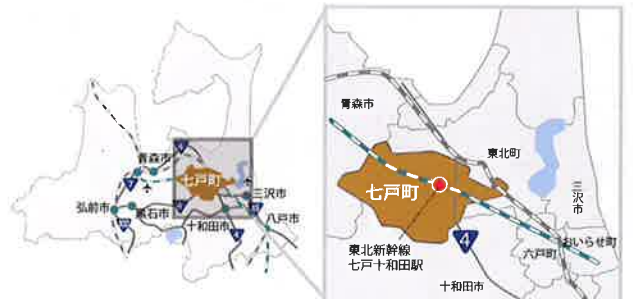 青森市
4
七戸町
7
三沢市
弘前市
黒石市
十和田市
八戸市
4
青森市
東北町
七戸町
三沢市
東北新幹線
七戸十和田駅
4
おいらせ町
六戸町
十和田市